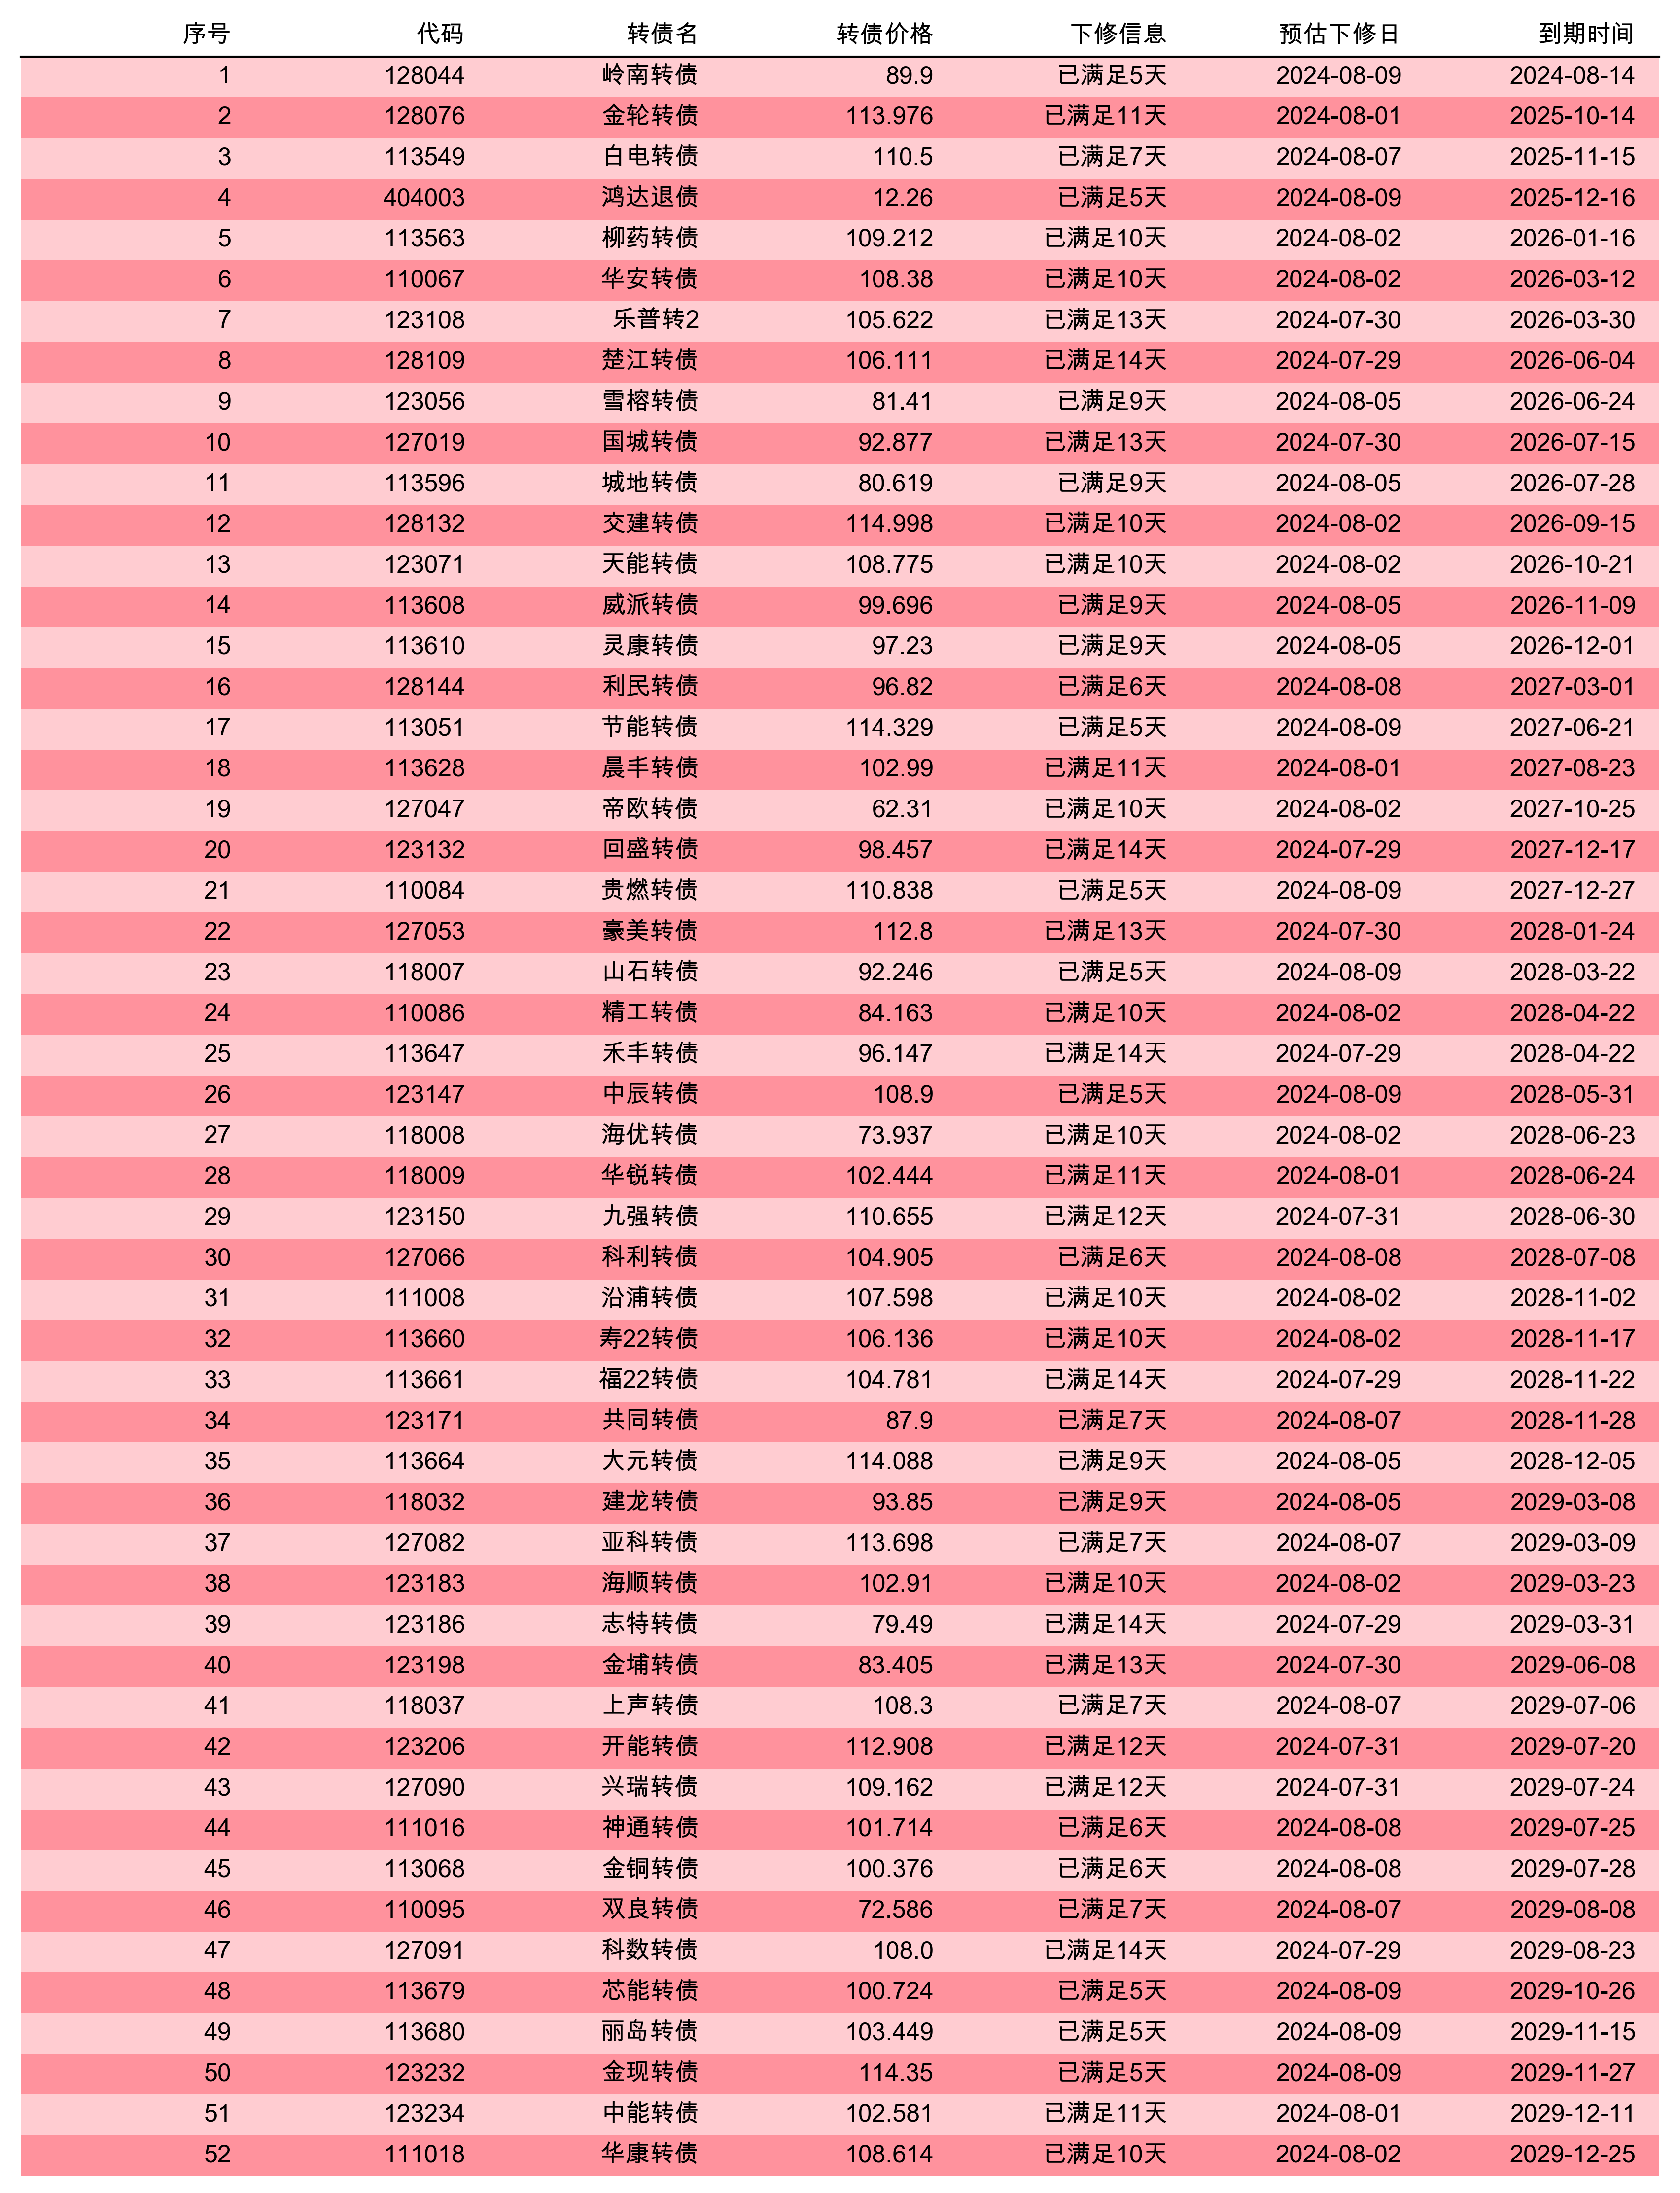 序号 代码 转债名 转债价格 下修信息 预估下修日 到期时间
1 128044 岭南转债 89.9 已满足5天 2024-08-09 2024-08-14
2 128076 金轮转债 113.976 已满足11天 2024-08-01 2025-10-14
3 113549 白电转债 110.5 已满足7天 2024-08-07 2025-11-15
4 404003 鸿达退债 12.26 已满足5天 2024-08-09 2025-12-16
5 113563 柳药转债 109.212 已满足10天 2024-08-02 2026-01-16
6 110067 华安转债 108.38 已满足10天 2024-08-02 2026-03-12
7 123108 乐普转2 105.622 已满足13天 2024-07-30 2026-03-30
8 128109 楚江转债 106.111 已满足14天 2024-07-29 2026-06-04
9 123056 雪榕转债 81.41 已满足9天 2024-08-05 2026-06-24
10 127019 国城转债 92.877 已满足13天 2024-07-30 2026-07-15
11 113596 城地转债 80.619 已满足9天 2024-08-05 2026-07-28
12 128132 交建转债 114.998 已满足10天 2024-08-02 2026-09-15
13 123071 天能转债 108.775 已满足10天 2024-08-02 2026-10-21
14 113608 威派转债 99.696 已满足9天 2024-08-05 2026-11-09
15 113610 灵康转债 97.23 已满足9天 2024-08-05 2026-12-01
16 128144 利民转债 96.82 已满足6天 2024-08-08 2027-03-01
17 113051 节能转债 114.329 已满足5天 2024-08-09 2027-06-21
18 113628 晨丰转债 102.99 已满足11天 2024-08-01 2027-08-23
19 127047 帝欧转债 62.31 已满足10天 2024-08-02 2027-10-25
20 123132 回盛转债 98.457 已满足14天 2024-07-29 2027-12-17
21 110084 贵燃转债 110.838 已满足5天 2024-08-09 2027-12-27
22 127053 豪美转债 112.8 已满足13天 2024-07-30 2028-01-24
23 118007 山石转债 92.246 已满足5天 2024-08-09 2028-03-22
24 110086 精工转债 84.163 已满足10天 2024-08-02 2028-04-22
25 113647 禾丰转债 96.147 已满足14天 2024-07-29 2028-04-22
26 123147 中辰转债 108.9 已满足5天 2024-08-09 2028-05-31
27 118008 海优转债 73.937 已满足10天 2024-08-02 2028-06-23
28 118009 华锐转债 102.444 已满足11天 2024-08-01 2028-06-24
29 123150 九强转债 110.655 已满足12天 2024-07-31 2028-06-30
30 127066 科利转债 104.905 已满足6天 2024-08-08 2028-07-08
31 111008 沿浦转债 107.598 已满足10天 2024-08-02 2028-11-02
32 113660 寿22转债 106.136 已满足10天 2024-08-02 2028-11-17
33 113661 福22转债 104.781 已满足14天 2024-07-29 2028-11-22
34 123171 共同转债 87.9 已满足7天 2024-08-07 2028-11-28
35 113664 大元转债 114.088 已满足9天 2024-08-05 2028-12-05
36 118032 建龙转债 93.85 已满足9天 2024-08-05 2029-03-08
37 127082 亚科转债 113.698 已满足7天 2024-08-07 2029-03-09
38 123183 海顺转债 102.91 已满足10天 2024-08-02 2029-03-23
39 123186 志特转债 79.49 已满足14天 2024-07-29 2029-03-31
40 123198 金埔转债 83.405 已满足13天 2024-07-30 2029-06-08
41 118037 上声转债 108.3 已满足7天 2024-08-07 2029-07-06
42 123206 开能转债 112.908 已满足12天 2024-07-31 2029-07-20
43 127090 兴瑞转债 109.162 已满足12天 2024-07-31 2029-07-24
44 111016 神通转债 101.714 已满足6天 2024-08-08 2029-07-25
45 113068 金铜转债 100.376 已满足6天 2024-08-08 2029-07-28
46 110095 双良转债 72.586 已满足7天 2024-08-07 2029-08-08
47 127091 科数转债 108.0 已满足14天 2024-07-29 2029-08-23
48 113679 芯能转债 100.724 已满足5天 2024-08-09 2029-10-26
49 113680 丽岛转债 103.449 已满足5天 2024-08-09 2029-11-15
50 123232 金现转债 114.35 已满足5天 2024-08-09 2029-11-27
51 123234 中能转债 102.581 已满足11天 2024-08-01 2029-12-11
52 111018 华康转债 108.614 已满足10天 2024-08-02 2029-12-25